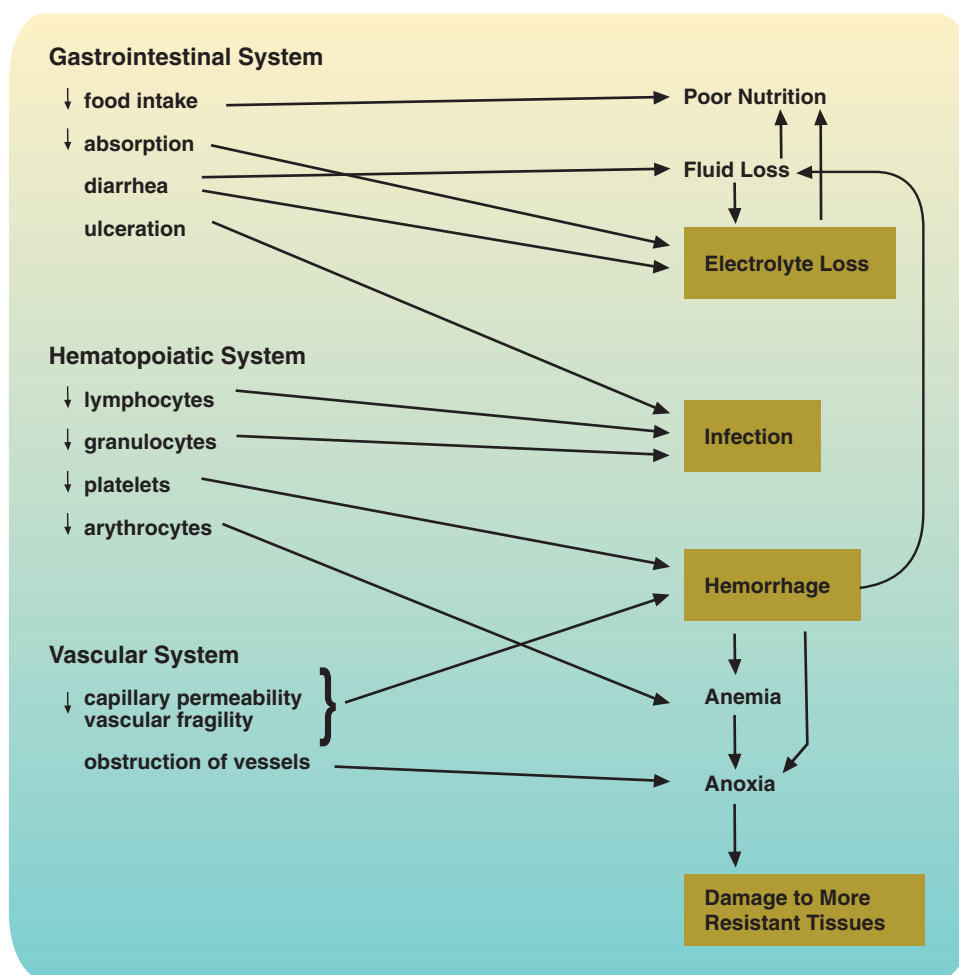 Gastrointestinal System
↓ food intake
↓ absorption
diarrhea
ulceration
Poor Nutrition
Fluid Loss
Electrolyte Loss
Hematopoiatic System
↓ lymphocytes
↓ granulocytes
↓ platelets
↓ arythrocytes
Infection
Hemorrhage
Vascular System
↓ capillary permeability
vascular fragility
}
obstruction of vessels
Anemia
Anoxia
Damage to More
Resistant Tissues